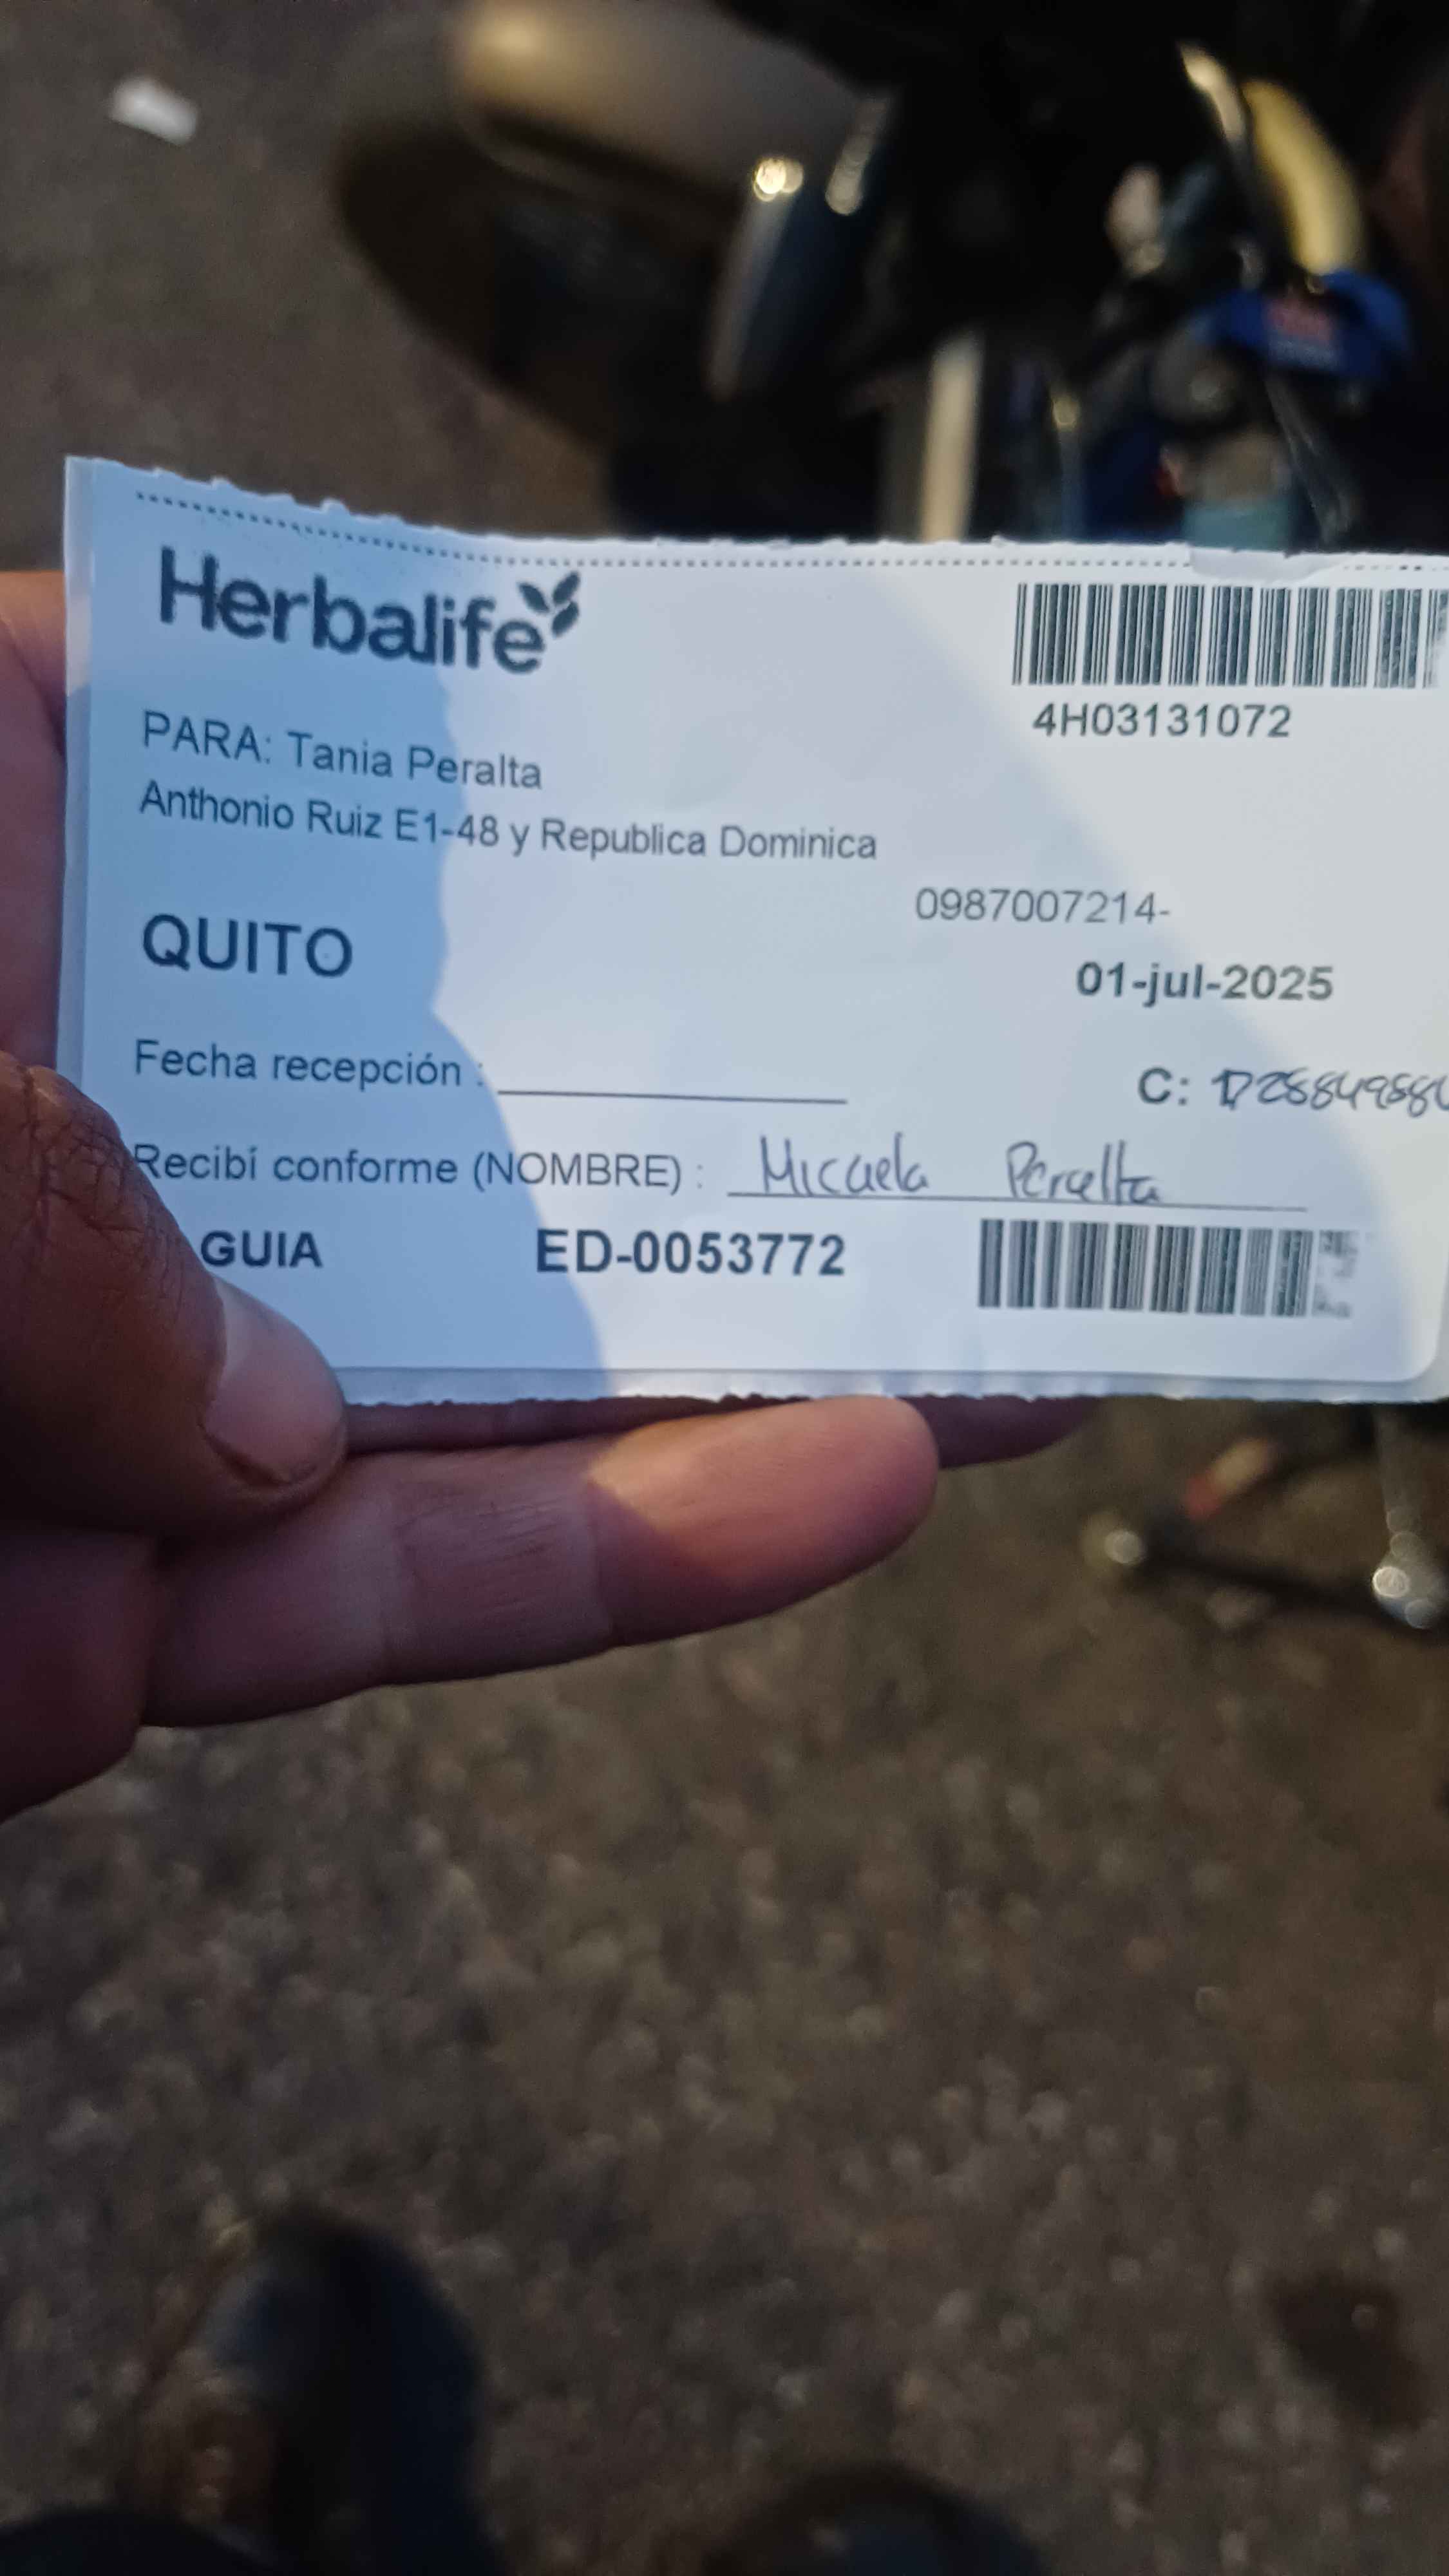 Herbalife
4H03131072
PARA: Tania Peralta
Anthonio Ruiz E1-48 y Republica Dominica
0987007214-
QUITO
01-jul-2025
Fecha recepción :
C:
Recibí conforme (NOMBRE) : Micaela Peralta
GUIA ED-0053772